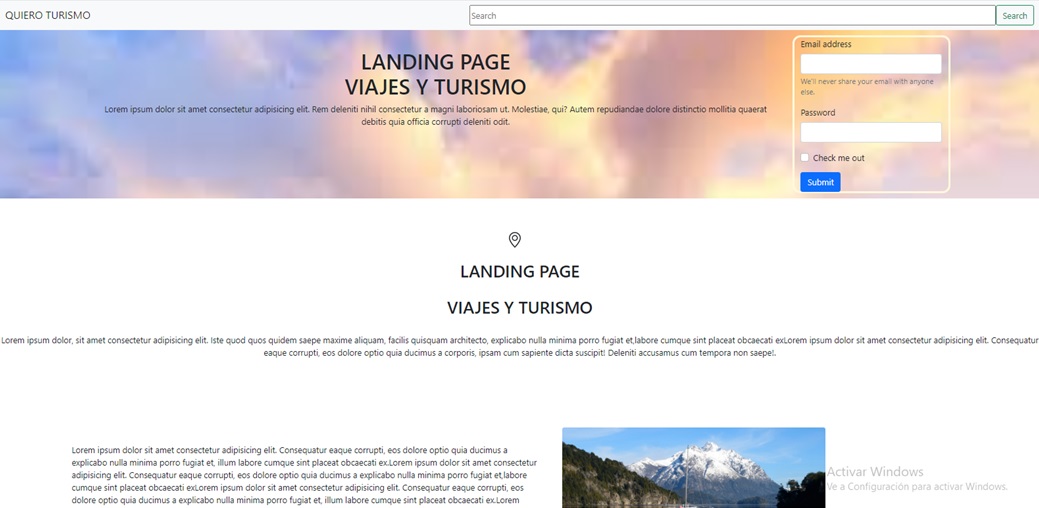 QUIERO TURISMO
Search
Search
LANDING PAGE
VIAJES Y TURISMO
Lorem ipsum dolor sit amet consectetur adipisicing elit. Rem deleniti nihil consectetur a magni laboriosam ut. Molestiae, qui? Autem repudiandae dolore distinctio mollitia quaerat
debitis quia officia corrupti deleniti odit.
Email address
We'll never share your email with anyone
else.
Password
Check me out
Submit
LANDING PAGE
VIAJES Y TURISMO
Lorem ipsum dolor, sit amet consectetur adipisicing elit. Iste quod quos quidem saepe maxime aliquam, facilis quisquam architecto, explicabo nulla minima porro fugiat et,labore cumque sint placeat obcaecati exLorem ipsum dolor sit amet consectetur adipisicing elit. Consequatur
eaque corrupti, eos dolore optio quia ducimus a corporis, ipsam cum sapiente dicta suscipit! Deleniti accusamus cum tempora non saepe!.
Lorem ipsum dolor sit amet consectetur adipisicing elit. Consequatur eaque corrupti, eos dolore optio quia ducimus a
explicabo nulla minima porro fugiat et, illum labore cumque sint placeat obcaecati ex.Lorem ipsum dolor sit amet consectetur
adipisicing elit. Consequatur eaque corrupti, eos dolore optio quia ducimus a explicabo nulla minima porro fugiat et,labore
cumque sint placeat obcaecati exLorem ipsum dolor sit amet consectetur adipisicing elit. Consequatur eaque corrupti, eos
dolore optio quia ducimus a explicabo nulla minima porro fugiat et, illum labore cumque sint placeat obcaecati ex.Lorem
Activar Windows
Ve a Configuración para activar Windows.